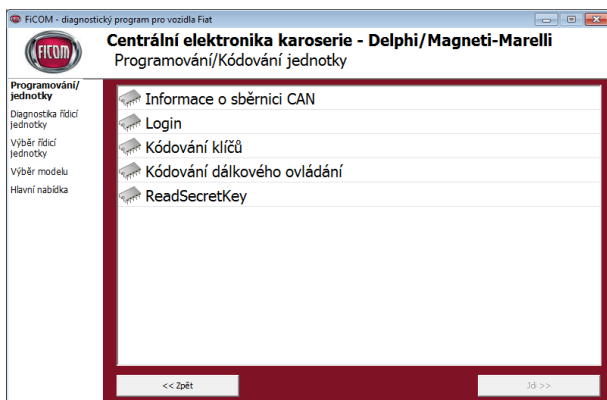 FiCOM - diagnostický program pro vozidla Fiat
FICOM
Centrální elektronika karoserie - Delphi/Magneti-Marelli
Programování/Kódování jednotky
Programování/
jednotky
Diagnostika řídicí
jednotky
Výběr řídicí
jednotky
Výběr modelu
Hlavní nabídka
Informace o sběrnici CAN
Login
Kódování klíčů
Kódování dálkového ovládání
ReadSecretKey
<< Zpět
Jdi >>